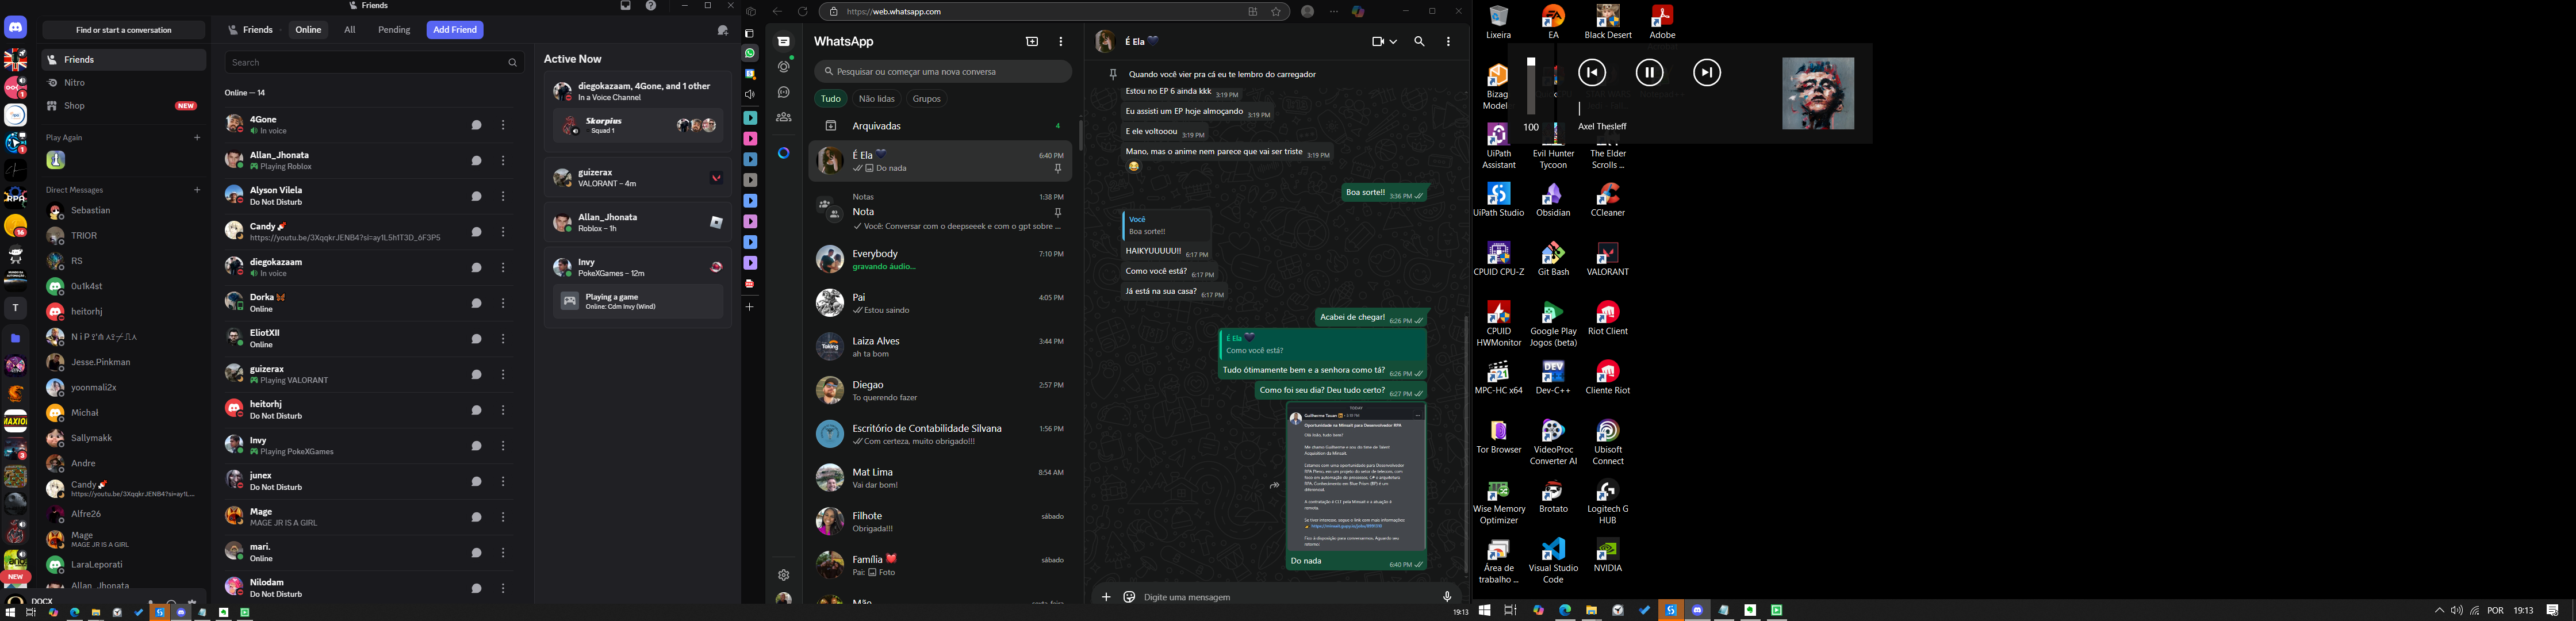 Friends
Find or start a conversation
Friends
Online
All
Pending
Add Friend
Friends
Nitro
Shop
NEW
Play Again
Direct Messages
Sebastian
TRIOR
RS
0u1k4st
heitorhj
Jesse.Pinkman
yoonmali2x
Michał
Sallymakk
Andre
Candy
Alfre26
Mage
MAGE JR IS A GIRL
LaraLeporati
Allan_Jhonata
DOCX
NEW
Search
Online — 14
4Gone
In voice
Allan_Jhonata
Playing Roblox
Alyson Vilela
Do Not Disturb
Candy
diegokazaam
In voice
Dorka
Online
EliotXII
Online
guizerax
Playing VALORANT
heitorhj
Do Not Disturb
Invy
Playing PokeXGames
junex
Do Not Disturb
Mage
MAGE JR IS A GIRL
mari.
Online
Nilodam
Do Not Disturb
Active Now
diegokazaam, 4Gone, and 1 other
In a Voice Channel
Skorpius
Squad 1
guizerax
VALORANT – 4m
Allan_Jhonata
Roblox – 1h
Invy
PokeXGames – 12m
Playing a game
Online: Cdm Invy (Wind)
https://web.whatsapp.com
WhatsApp
Pesquisar ou começar uma nova conversa
Tudo
Não lidas
Grupos
Arquivadas
4
É Ela 💙
6:40 PM
Do nada
Notas
1:38 PM
Nota
Você: Conversar com o deepseeek e com o gpt sobre ...
Everybody
7:10 PM
gravando áudio...
Pai
4:05 PM
Estou saindo
Laiza Alves
3:44 PM
ah ta bom
Diegao
2:57 PM
To querendo fazer
Escritório de Contabilidade Silvana
1:56 PM
Com certeza, muito obrigado!!!
Mat Lima
8:54 AM
Vai dar bom!
Filhote
sábado
Obrigada!!!
Família
sábado
Pai: Foto
Mãe
sexta-feira
É Ela 💙
Quando você vier pra cá eu te lembro do carregador
Estou no EP 6 ainda kkk 3:19 PM
Eu assisti um EP hoje almoçando 3:19 PM
E ele voltooou 3:19 PM
Mano, mas o anime nem parece que vai ser triste 3:19 PM
😂
Boa sorte!! 3:36 PM
Você
Boa sorte!!
HAIKYUUUUU!! 6:17 PM
Como você está? 6:17 PM
Já está na sua casa? 6:17 PM
Acabei de chegar! 6:26 PM
É Ela 💙
Como você está?
Tudo ótimamente bem e a senhora como tá? 6:26 PM
Como foi seu dia? Deu tudo certo? 6:27 PM
TODAY
Oportunidade na Minsait para Desenvolvedor RPA
Olá João, tudo bem?
Do nada
6:40 PM
Digite uma mensagem
19:13
Lixeira
EA
Black Desert
Adobe
100
Axel Thesleff
Bizagi
Model...
UiPath
Assistant
Evil Hunter
Tycoon
The Elder
Scrolls ...
UiPath Studio
Obsidian
CCleaner
CPUID CPU-Z
Git Bash
VALORANT
CPUID
HWMonitor
Google Play
Jogos (beta)
Riot Client
MPC-HC x64
Dev-C++
Cliente Riot
Tor Browser
VideoProc
Converter AI
Ubisoft
Connect
Wise Memory
Optimizer
Brotato
Logitech G
HUB
Área de
trabalho ...
Visual Studio
Code
NVIDIA
POR
19:13